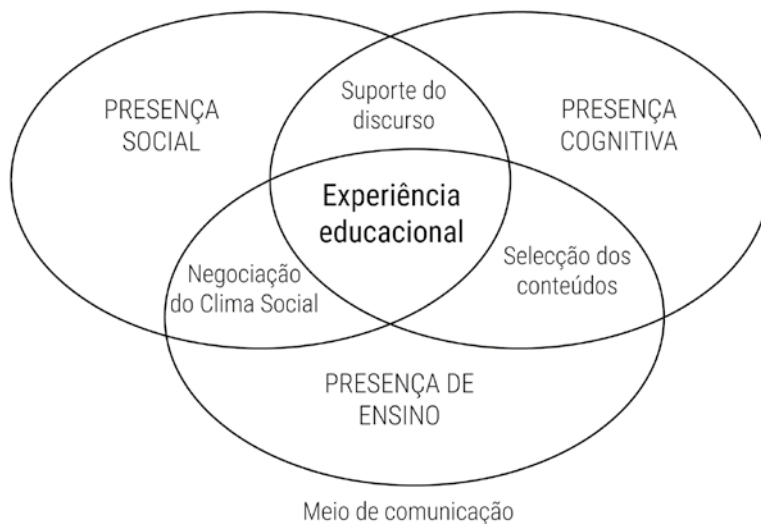 PRESENÇA
SOCIAL
Suporte do
discurso
PRESENÇA
COGNITIVA
Experiência
educacional
Negociação
do Clima Social
Selecção dos
conteúdos
PRESENÇA DE
ENSINO
Meio de comunicação